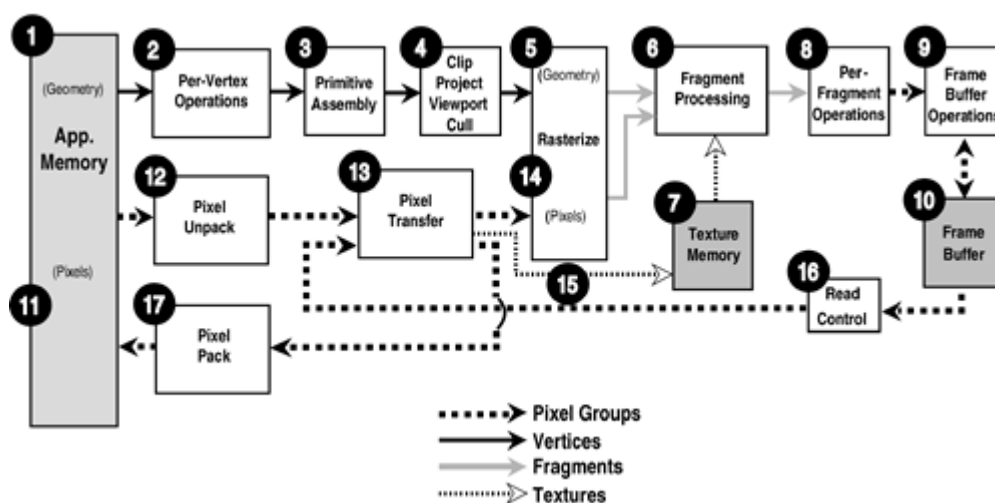 1
2
3
4
5
6
8
9
(Geometry)
App.
Memory
(Pixels)
11
Per-Vertex
Operations
Primitive
Assembly
Clip
Project
Viewport
Cull
(Geometry)
Rasterize
14
(Pixels)
Fragment
Processing
Per-
Fragment
Operations
Frame
Buffer
Operations
12
Pixel
Unpack
13
Pixel
Transfer
7
Texture
Memory
10
Frame
Buffer
15
16
Read
Control
17
Pixel
Pack
Pixel Groups
Vertices
Fragments
Textures